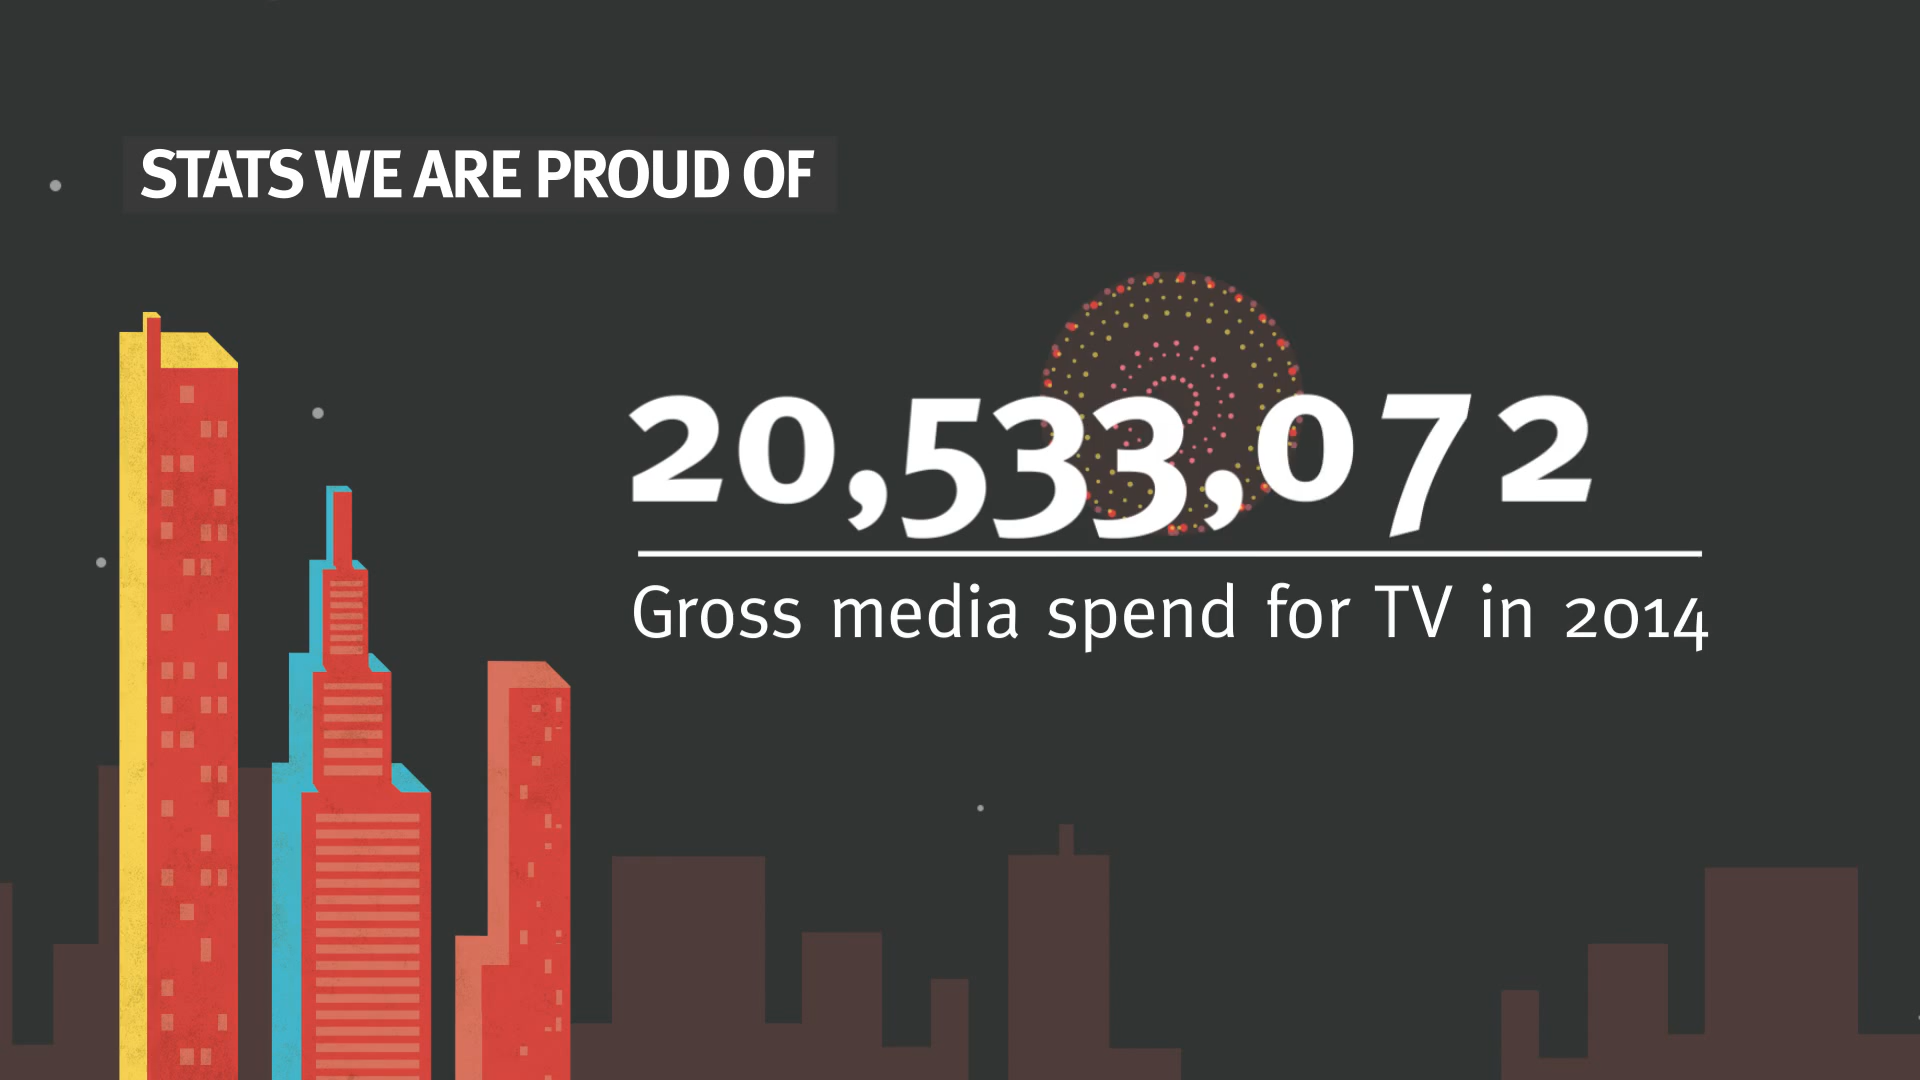 STATS WE ARE PROUD OF
20,533,072
Gross media spend for TV in 2014